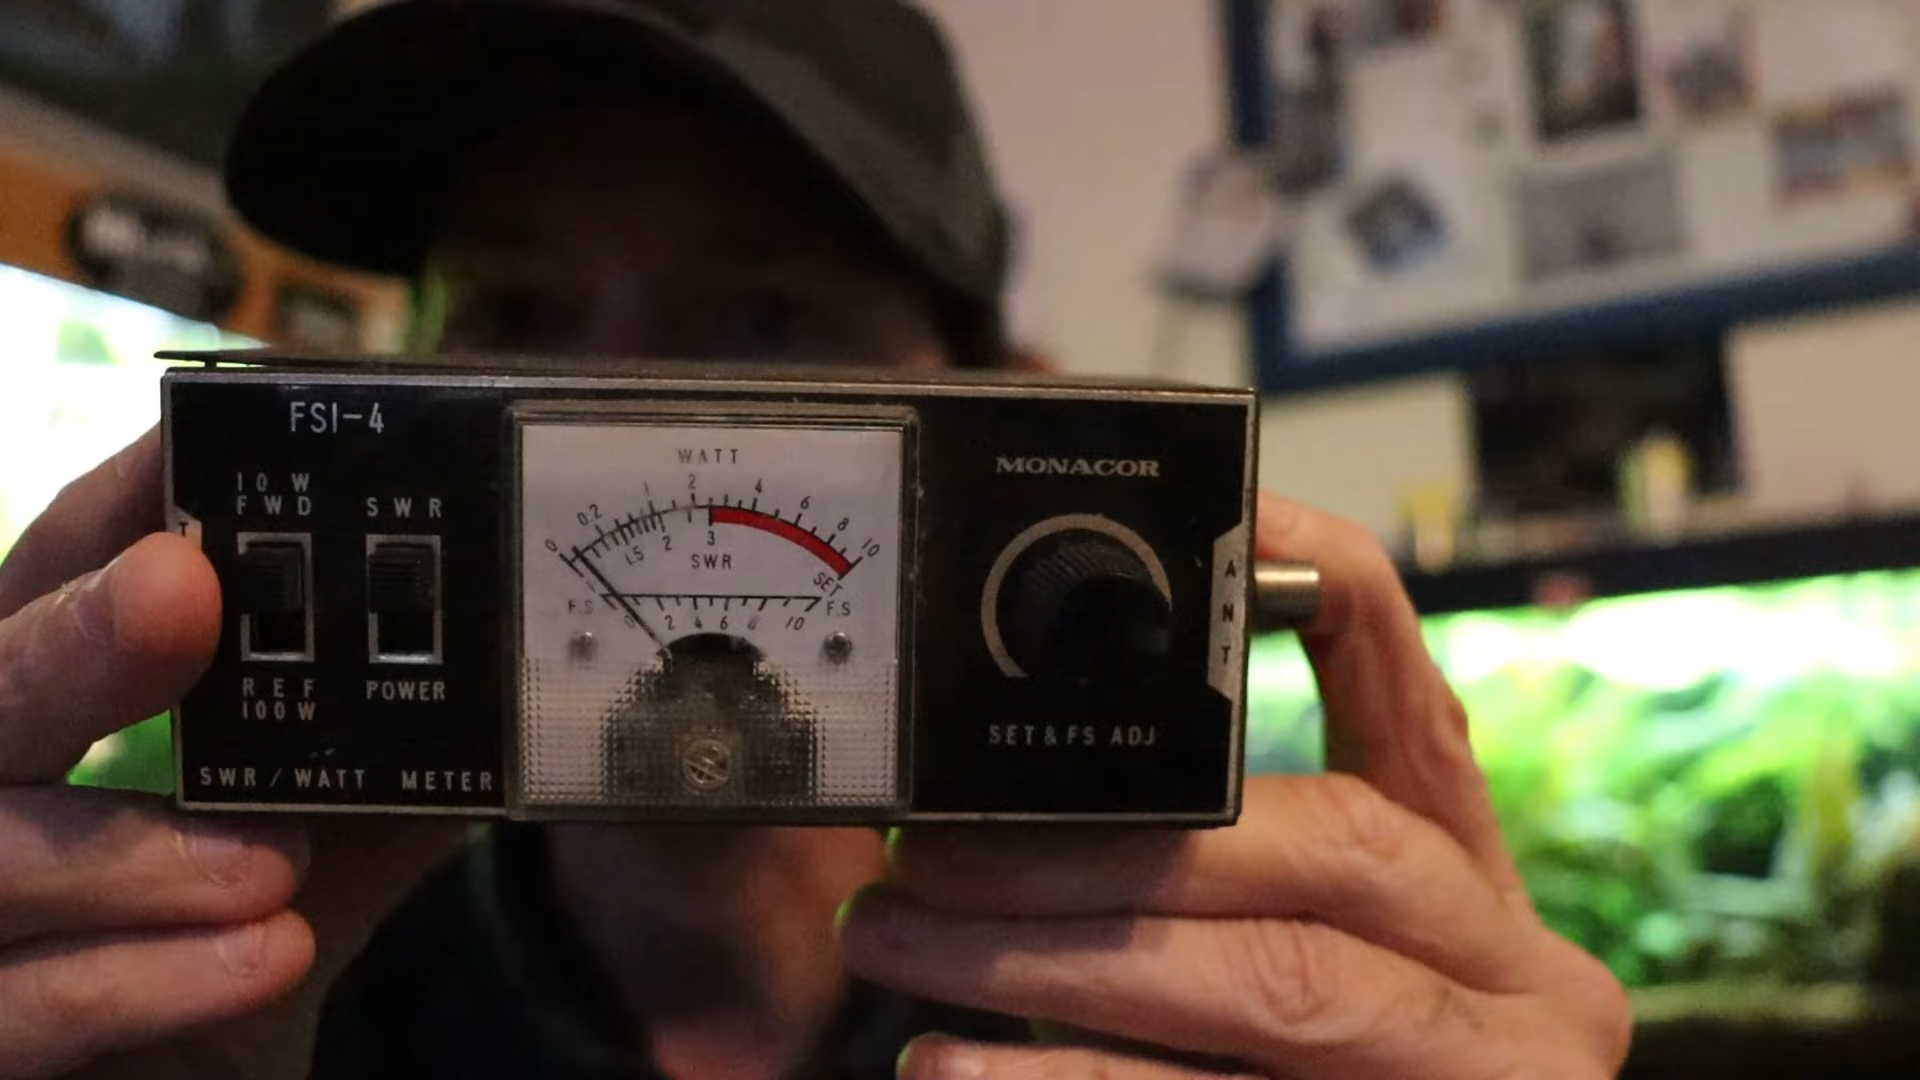 FSI-4
10 W
FWD
SWR
REF
100W
POWER
SWR/WATT METER
T
WATT
0 0.2 1 2 4 6 8 10
1.5 2 3
SWR
SET
F.S F.S
0 2 4 6 8 10
MONACOR
SET & FS ADJ
ANT